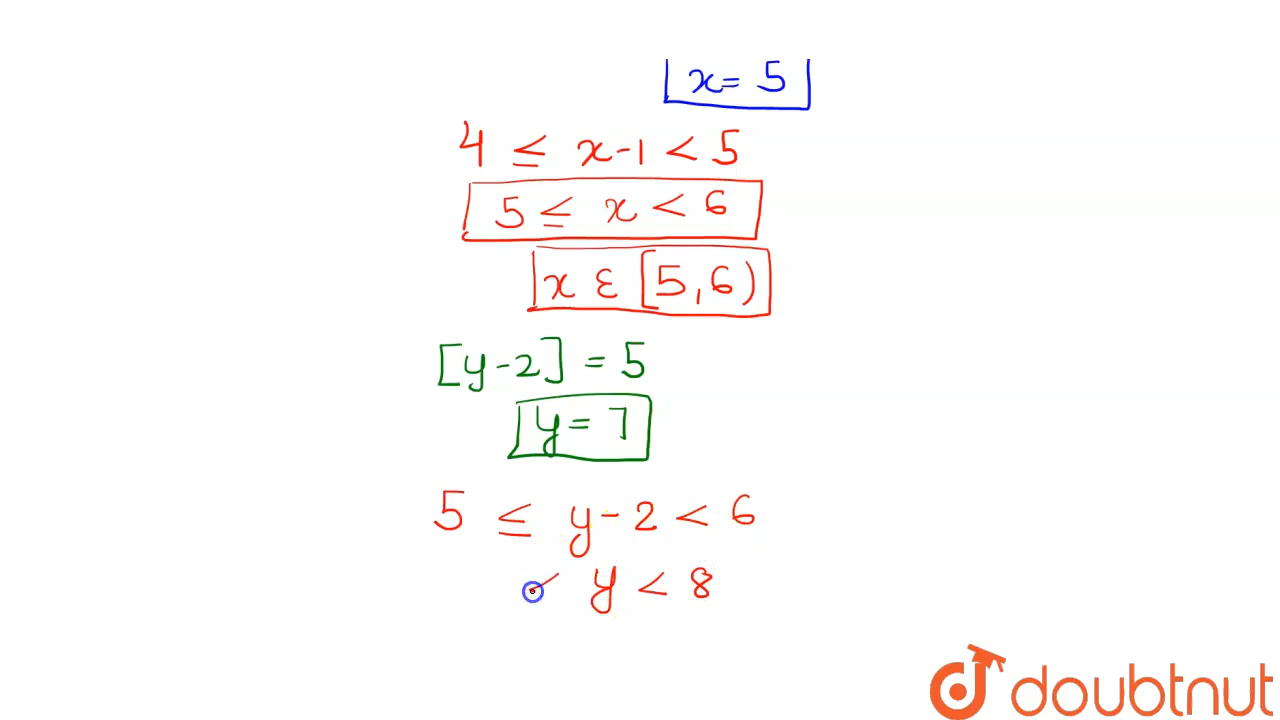 x = 5
4 ≤ x-1 < 5
5 ≤ x < 6
x ε [5,6)
[y-2] = 5
y = 7
5 ≤ y-2 < 6
< y < 8
doubtnut